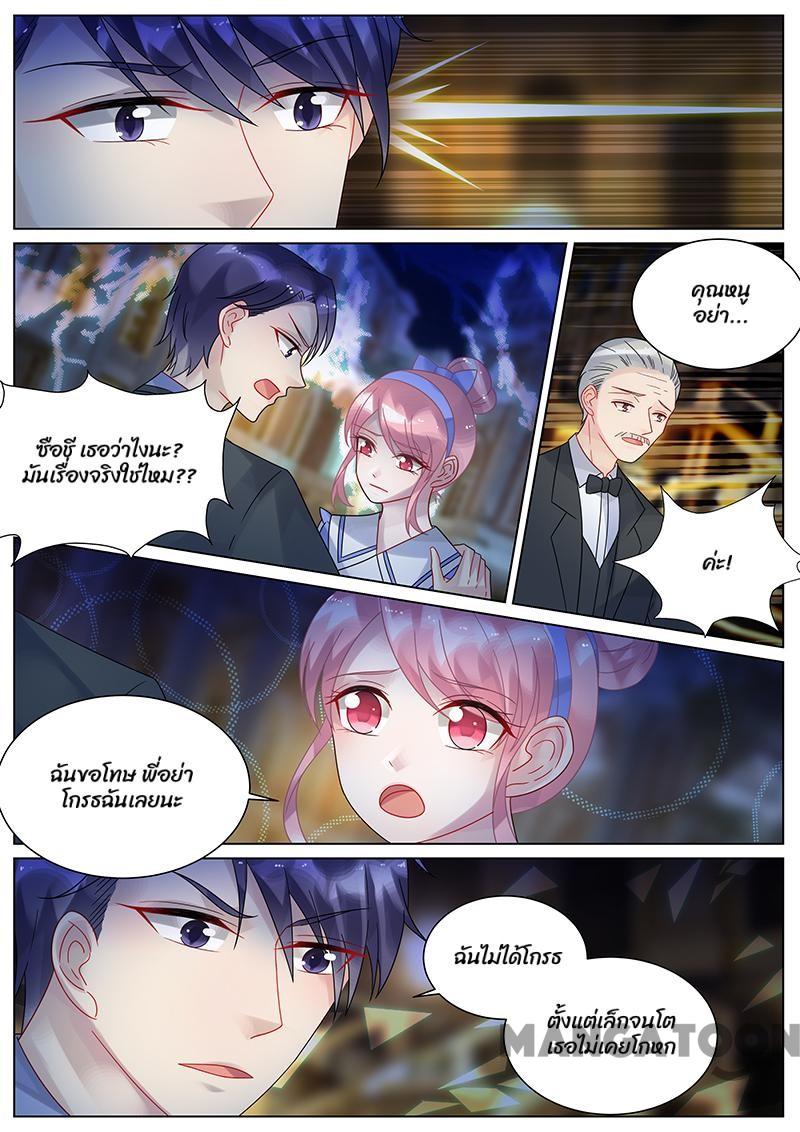 คุณหนู
อย่า...
ซือชี เธอว่าไงนะ?
มันเรื่องจริงใช่ไหม??
ค่ะ!
ฉันขอโทษ พี่อย่า
โกรธฉันเลยนะ
ฉันไม่ได้โกรธ
ตั้งแต่เล็กจนโต
เธอไม่เคยโกหก
MANGATOON